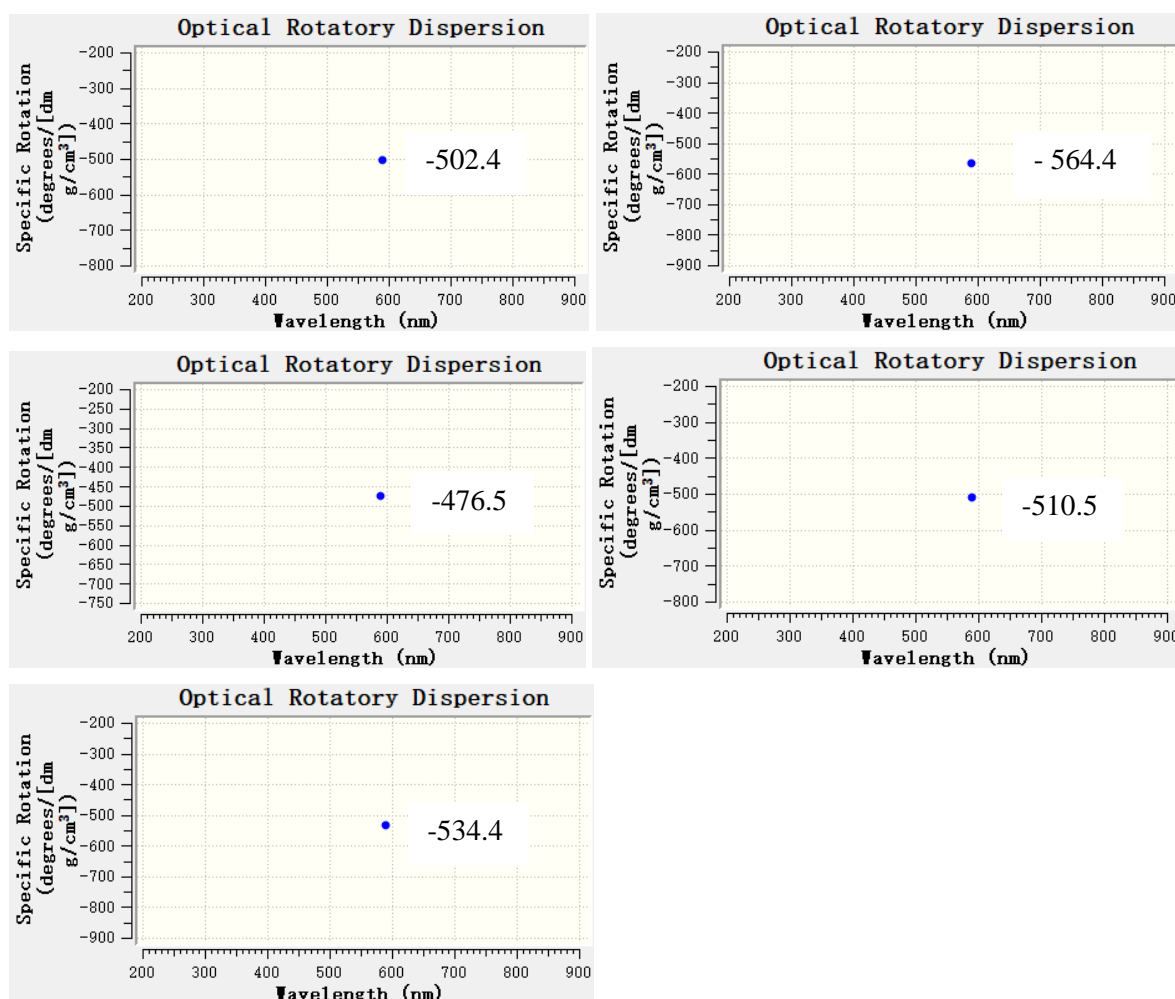 Optical Rotatory Dispersion
Specific Rotation
(degrees/[dm
g/cm³])
-200
-300
-400
-500
-600
-700
-800
-502.4
200 300 400 500 600 700 800 900
Wavelength (nm)
Optical Rotatory Dispersion
Specific Rotation
(degrees/[dm
g/cm³])
-200
-300
-400
-500
-600
-700
-800
-900
- 564.4
200 300 400 500 600 700 800 900
Wavelength (nm)
Optical Rotatory Dispersion
Specific Rotation
(degrees/[dm
g/cm³])
-200
-250
-300
-350
-400
-450
-500
-550
-600
-650
-700
-750
-476.5
200 300 400 500 600 700 800 900
Wavelength (nm)
Optical Rotatory Dispersion
Specific Rotation
(degrees/[dm
g/cm³])
-200
-300
-400
-500
-600
-700
-800
-510.5
200 300 400 500 600 700 800 900
Wavelength (nm)
Optical Rotatory Dispersion
Specific Rotation
(degrees/[dm
g/cm³])
-200
-300
-400
-500
-600
-700
-800
-900
-534.4
200 300 400 500 600 700 800 900
Wavelength (nm)